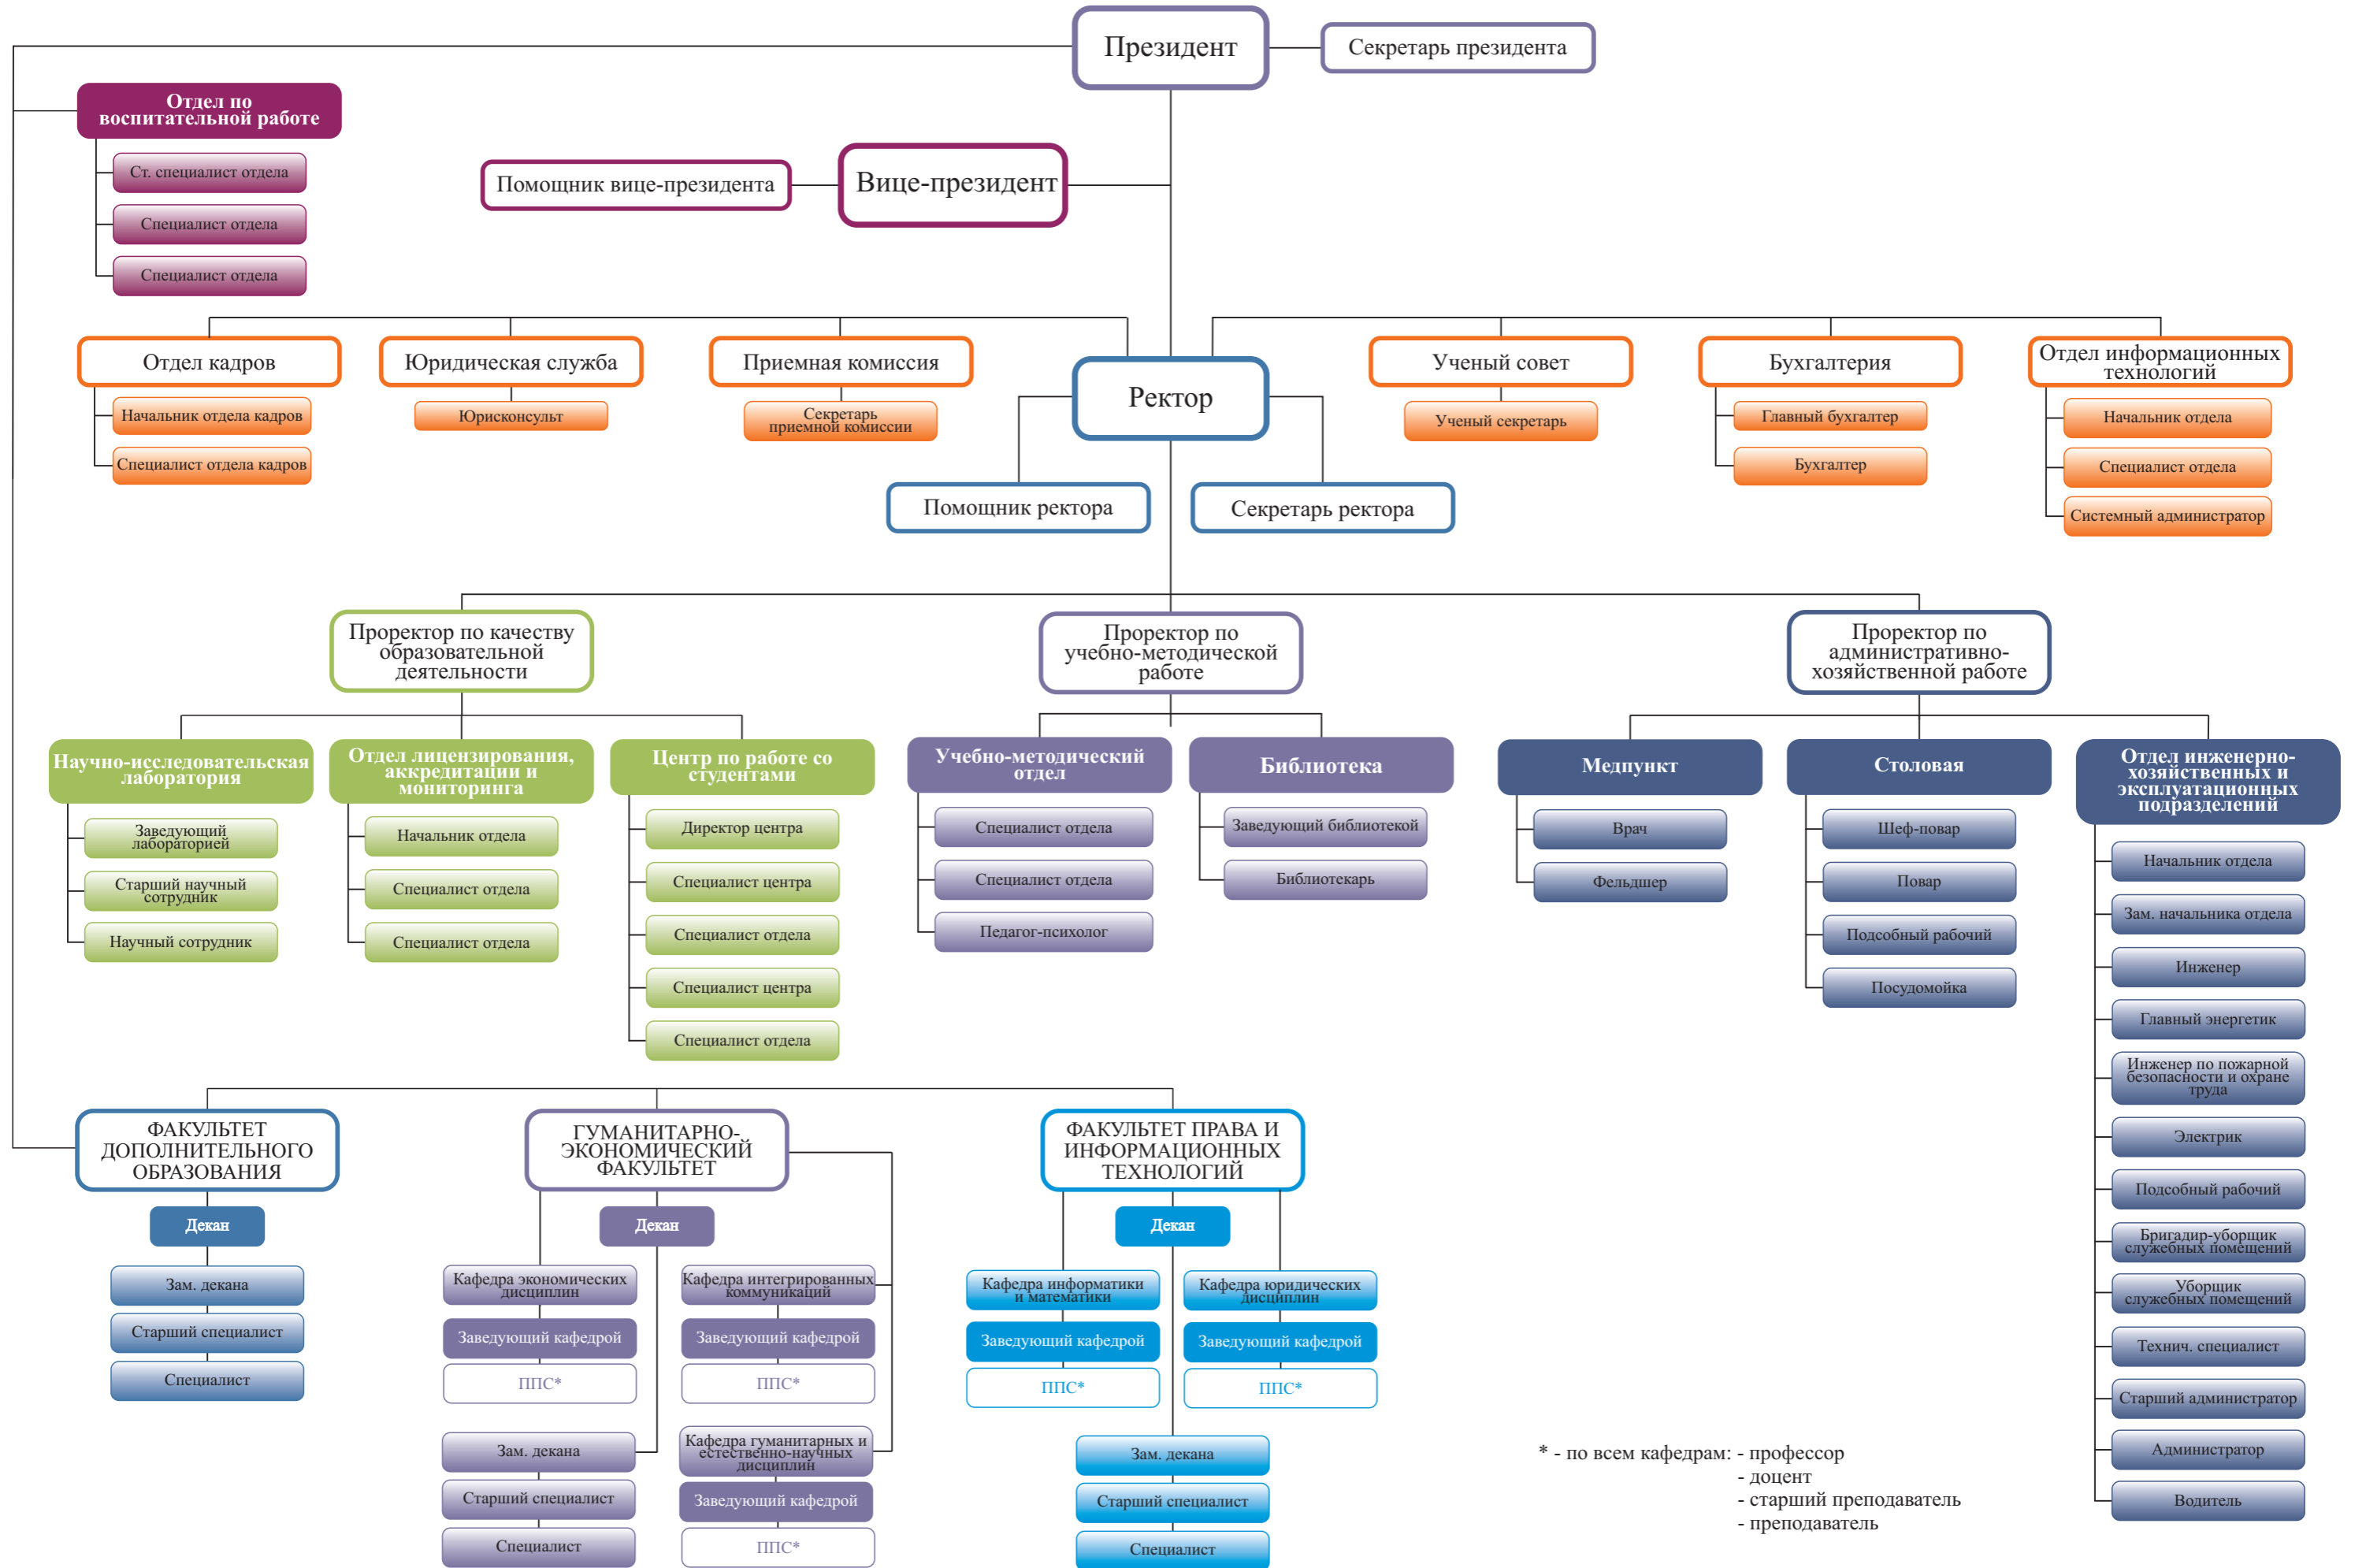 Президент
Секретарь президента
Отдел по
воспитательной работе
Ст. специалист отдела
Специалист отдела
Специалист отдела
Помощник вице-президента
Вице-президент
Отдел кадров
Начальник отдела кадров
Специалист отдела кадров
Юридическая служба
Юрисконсульт
Приемная комиссия
Секретарь
приемной комиссии
Ректор
Помощник ректора
Секретарь ректора
Ученый совет
Ученый секретарь
Бухгалтерия
Главный бухгалтер
Бухгалтер
Отдел информационных
технологий
Начальник отдела
Специалист отдела
Системный администратор
Проректор по качеству
образовательной
деятельности
Проректор по
учебно-методической
работе
Проректор по
административно-
хозяйственной работе
Научно-исследовательская
лаборатория
Заведующий
лабораторией
Старший научный
сотрудник
Научный сотрудник
Отдел лицензирования,
аккредитации и
мониторинга
Начальник отдела
Специалист отдела
Специалист отдела
Центр по работе со
студентами
Директор центра
Специалист центра
Специалист отдела
Специалист центра
Специалист отдела
Учебно-методический
отдел
Специалист отдела
Специалист отдела
Педагог-психолог
Библиотека
Заведующий библиотекой
Библиотекарь
Медпункт
Врач
Фельдшер
Столовая
Шеф-повар
Повар
Подсобный рабочий
Посудомойка
Отдел инженерно-
хозяйственных и
эксплуатационных
подразделений
Начальник отдела
Зам. начальника отдела
Инженер
Главный энергетик
Инженер по пожарной
безопасности и охране
труда
Электрик
Подсобный рабочий
Бригадир-уборщик
служебных помещений
Уборщик
служебных помещений
Технич. специалист
Старший администратор
Администратор
Водитель
ФАКУЛЬТЕТ
ДОПОЛНИТЕЛЬНОГО
ОБРАЗОВАНИЯ
Декан
Зам. декана
Старший специалист
Специалист
ГУМАНИТАРНО-
ЭКОНОМИЧЕСКИЙ
ФАКУЛЬТЕТ
Декан
Кафедра экономических
дисциплин
Заведующий кафедрой
ППС*
Зам. декана
Старший специалист
Специалист
Кафедра интегрированных
коммуникаций
Заведующий кафедрой
ППС*
Кафедра гуманитарных и
естественно-научных
дисциплин
Заведующий кафедрой
ППС*
ФАКУЛЬТЕТ ПРАВА И
ИНФОРМАЦИОННЫХ
ТЕХНОЛОГИЙ
Декан
Кафедра информатики
и математики
Заведующий кафедрой
ППС*
Кафедра юридических
дисциплин
Заведующий кафедрой
ППС*
Зам. декана
Старший специалист
Специалист
* - по всем кафедрам: - профессор
- доцент
- старший преподаватель
- преподаватель